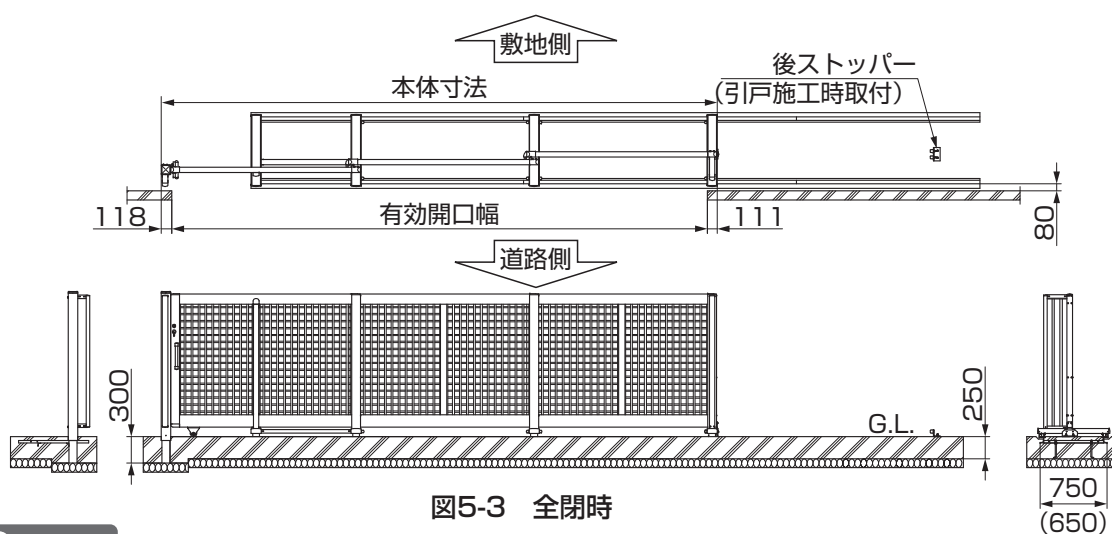 敷地側
後ストッパー
(引戸施工時取付)
本体寸法
118
有効開口幅
111
80
道路側
300
G.L.
250
750
(650)
図5-3 全閉時